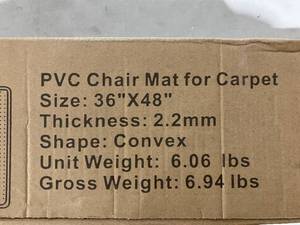 PVC Chair Mat for Carpet
Size: 36"X48"
Thickness: 2.2mm
Shape: Convex
Unit Weight: 6.06 lbs
Gross Weight: 6.94 lbs